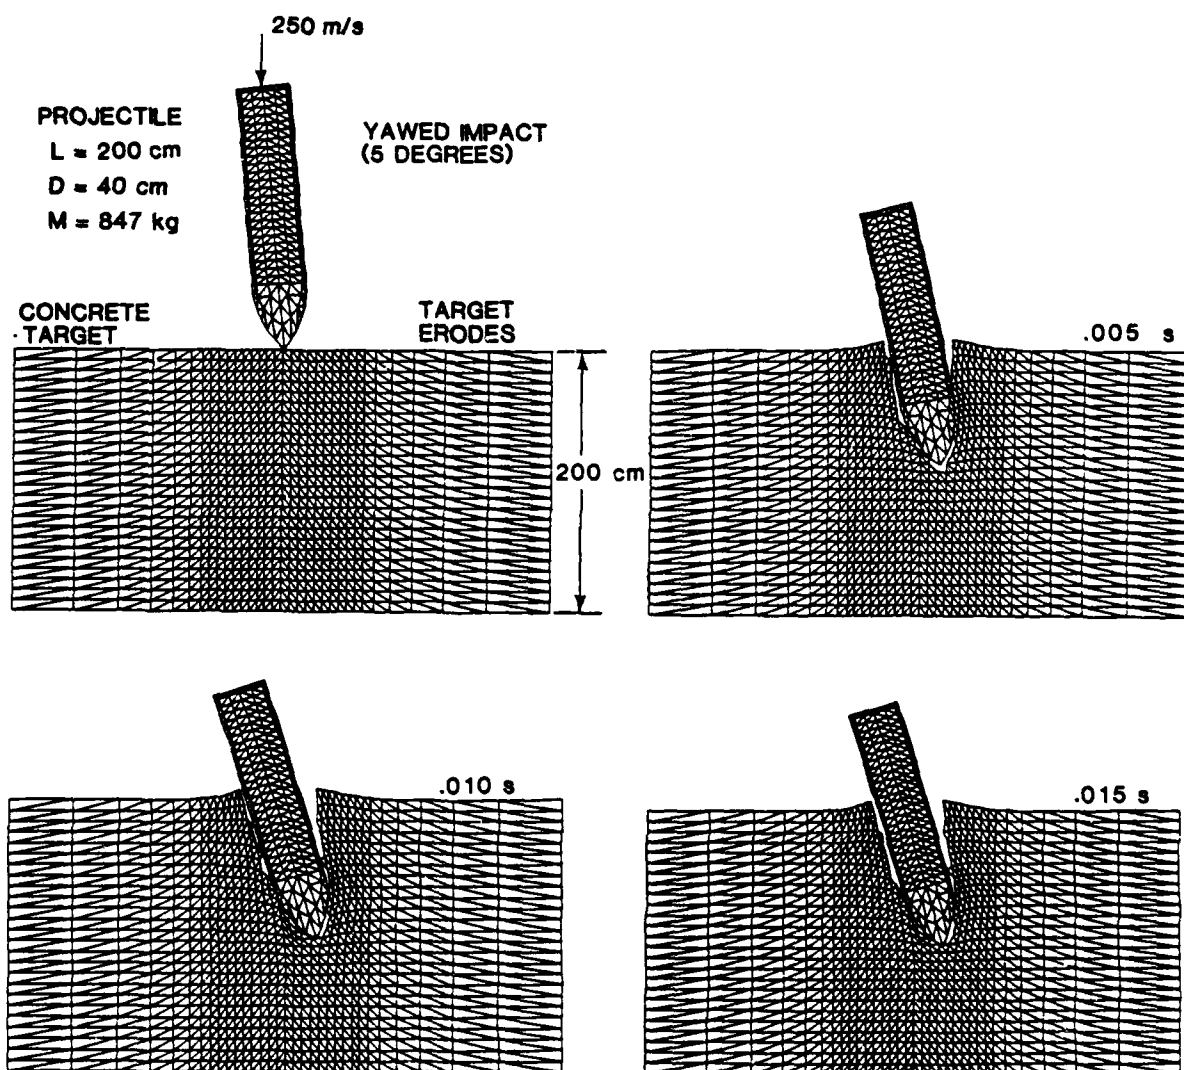 250 m/s
PROJECTILE
L = 200 cm
D = 40 cm
M = 847 kg
YAWED IMPACT
(5 DEGREES)
CONCRETE
TARGET
TARGET
ERODES
200 cm
.005 s
.010 s
.015 s